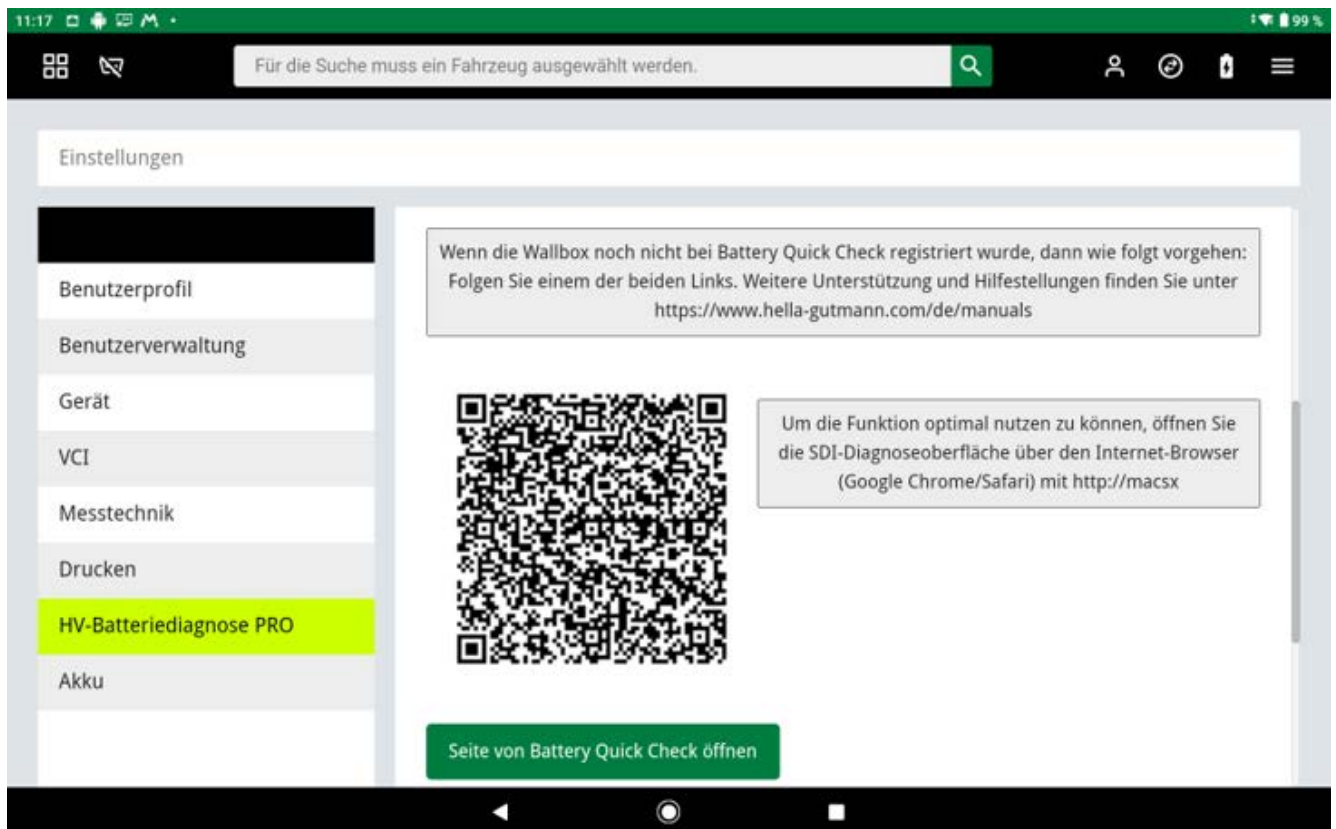 11:17
99 %
Für die Suche muss ein Fahrzeug ausgewählt werden.
Einstellungen
Benutzerprofil
Benutzerverwaltung
Gerät
VCI
Messtechnik
Drucken
HV-Batteriediagnose PRO
Akku
Wenn die Wallbox noch nicht bei Battery Quick Check registriert wurde, dann wie folgt vorgehen:
Folgen Sie einem der beiden Links. Weitere Unterstützung und Hilfestellungen finden Sie unter
https://www.hella-gutmann.com/de/manuals
Um die Funktion optimal nutzen zu können, öffnen Sie
die SDI-Diagnoseoberfläche über den Internet-Browser
(Google Chrome/Safari) mit http://macsx
Seite von Battery Quick Check öffnen